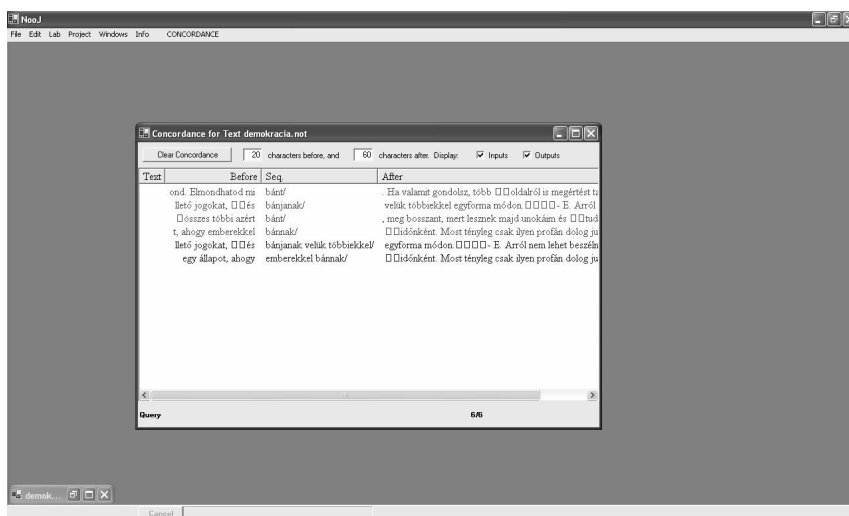 NooJ
File Edit Lab Project Windows Info CONCORDANCE
Concordance for Text demokracia.not
Clear Concordance 20 characters before, and 60 characters after. Display: Inputs Outputs
Text Before Seq. After
ond. Elmondhatod mi bánt/ . Ha valamit gondolsz, több □□oldalról is megértést ta
llető jogokat, □□és bánjanak/ velük többiekkel egyforma módon.□□□□- E. Arról
□összes többi azért bánt/ , meg bosszant, mert lesznek majd unokáim és □□tud
t, ahogy emberekkel bánnak/ □□időnként. Most tényleg csak ilyen profán dolog ju
llető jogokat, □□és bánjanak velük többiekkel/ egyforma módon.□□□□- E. Arról nem lehet beszéln
egy állapot, ahogy emberekkel bánnak/ □□időnként. Most tényleg csak ilyen profán dolog ju
Query 6/6
demok...
Cancel